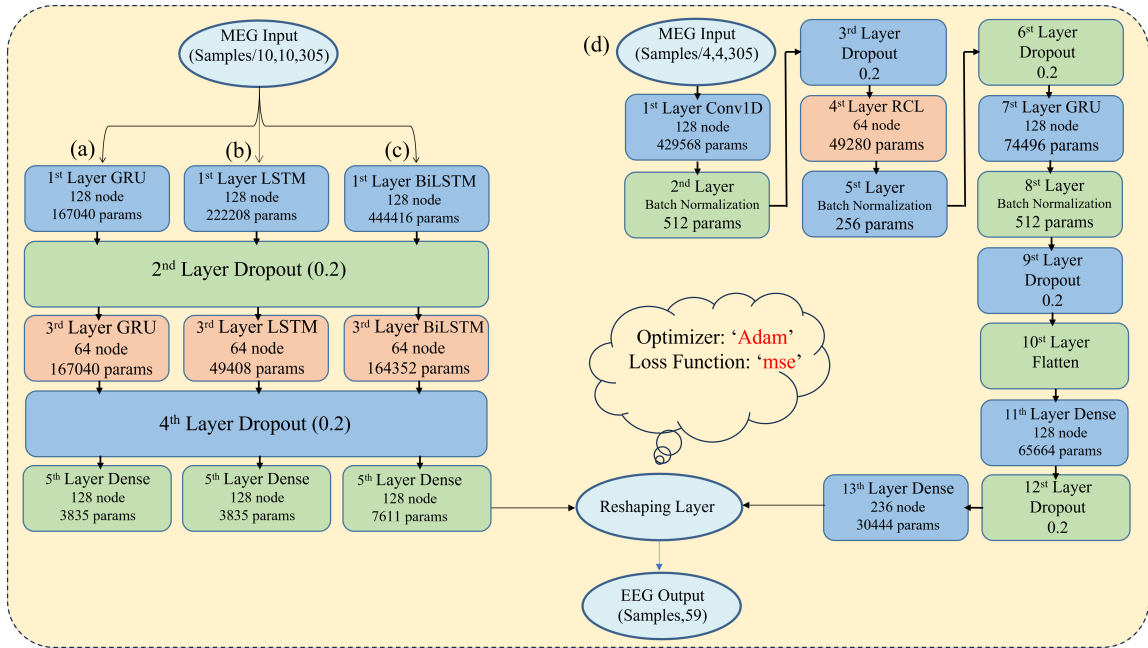 MEG Input
(Samples/10,10,305)
(a)
(b)
(c)
1st Layer GRU
128 node
167040 params
1st Layer LSTM
128 node
222208 params
1st Layer BiLSTM
128 node
444416 params
2nd Layer Dropout (0.2)
3rd Layer GRU
64 node
167040 params
3rd Layer LSTM
64 node
49408 params
3rd Layer BiLSTM
64 node
164352 params
4th Layer Dropout (0.2)
5th Layer Dense
128 node
3835 params
5th Layer Dense
128 node
3835 params
5th Layer Dense
128 node
7611 params
(d)
MEG Input
(Samples/4,4,305)
1st Layer Conv1D
128 node
429568 params
2nd Layer
Batch Normalization
512 params
3rd Layer
Dropout
0.2
4st Layer RCL
64 node
49280 params
5st Layer
Batch Normalization
256 params
6st Layer
Dropout
0.2
7st Layer GRU
128 node
74496 params
8st Layer
Batch Normalization
512 params
9st Layer
Dropout
0.2
10st Layer
Flatten
11th Layer Dense
128 node
65664 params
12st Layer
Dropout
0.2
13th Layer Dense
236 node
30444 params
Optimizer: ‘Adam’
Loss Function: ‘mse’
Reshaping Layer
EEG Output
(Samples,59)